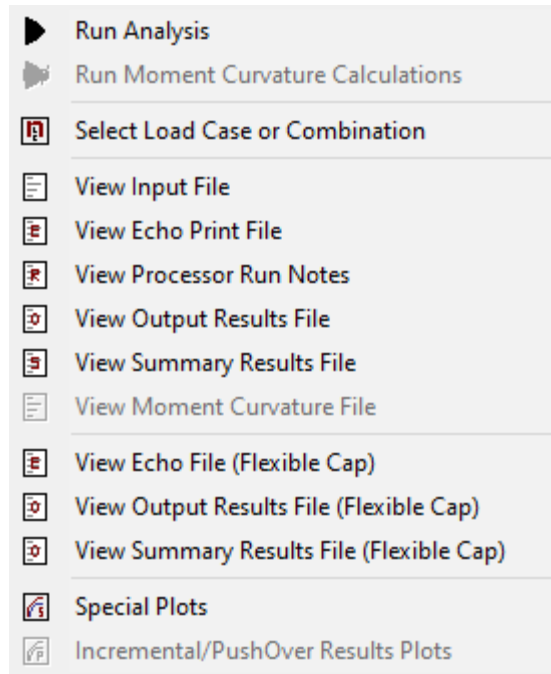 Run Analysis
Run Moment Curvature Calculations
Select Load Case or Combination
View Input File
View Echo Print File
View Processor Run Notes
View Output Results File
View Summary Results File
View Moment Curvature File
View Echo File (Flexible Cap)
View Output Results File (Flexible Cap)
View Summary Results File (Flexible Cap)
Special Plots
Incremental/PushOver Results Plots